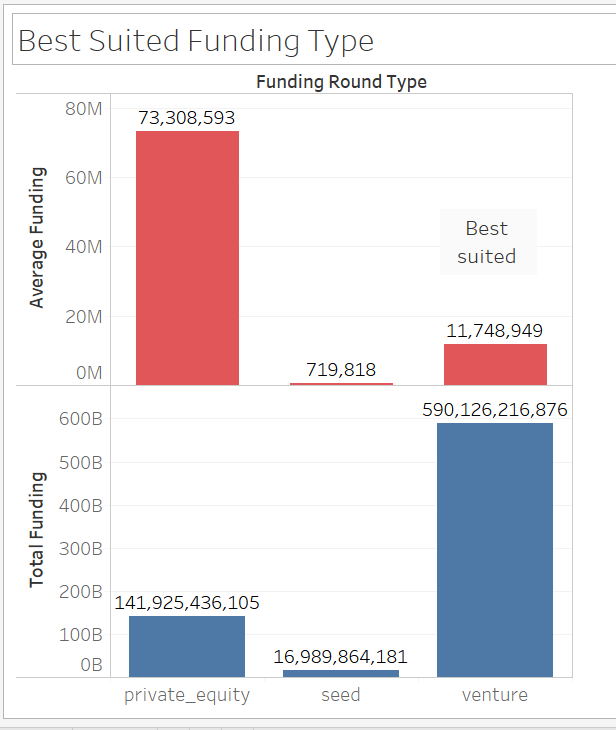 Best Suited Funding Type
Funding Round Type
Average Funding
80M
60M
40M
20M
0M
73,308,593
719,818
11,748,949
Best
suited
Total Funding
600B
500B
400B
300B
200B
100B
0B
141,925,436,105
16,989,864,181
590,126,216,876
private_equity
seed
venture